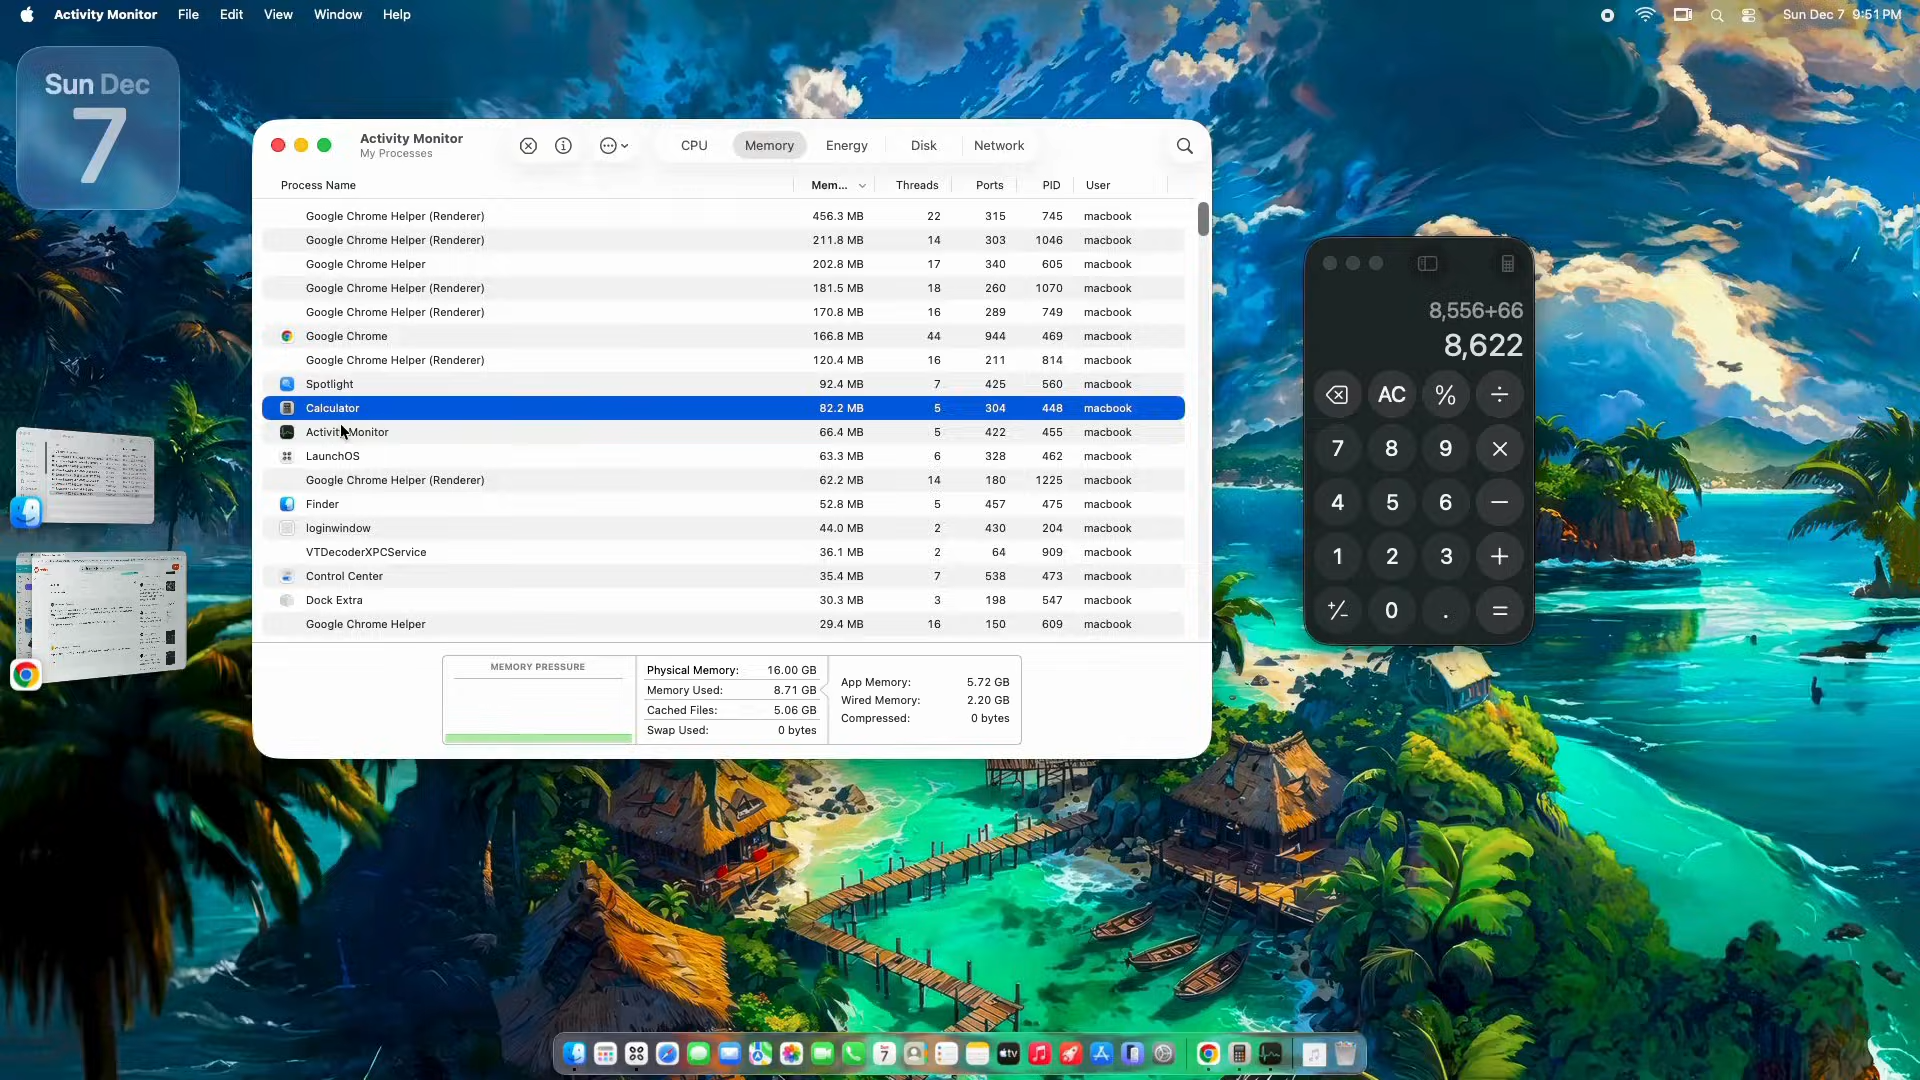 Activity Monitor File Edit View Window Help
Sun Dec 7 9:51 PM
Sun Dec
7
Activity Monitor
My Processes
CPU Memory Energy Disk Network
Process Name Mem... Threads Ports PID User
Google Chrome Helper (Renderer) 456.3 MB 22 315 745 macbook
Google Chrome Helper (Renderer) 211.8 MB 14 303 1046 macbook
Google Chrome Helper 202.8 MB 17 340 605 macbook
Google Chrome Helper (Renderer) 181.5 MB 18 260 1070 macbook
Google Chrome Helper (Renderer) 170.8 MB 16 289 749 macbook
Google Chrome 166.8 MB 44 944 469 macbook
Google Chrome Helper (Renderer) 120.4 MB 16 211 814 macbook
Spotlight 92.4 MB 7 425 560 macbook
Calculator 82.2 MB 5 304 448 macbook
Activity Monitor 66.4 MB 5 422 455 macbook
LaunchOS 63.3 MB 6 328 462 macbook
Google Chrome Helper (Renderer) 62.2 MB 14 180 1225 macbook
Finder 52.8 MB 5 457 475 macbook
loginwindow 44.0 MB 2 430 204 macbook
VTDecoderXPCService 36.1 MB 2 64 909 macbook
Control Center 35.4 MB 7 538 473 macbook
Dock Extra 30.3 MB 3 198 547 macbook
Google Chrome Helper 29.4 MB 16 150 609 macbook
MEMORY PRESSURE
Physical Memory: 16.00 GB
Memory Used: 8.71 GB
Cached Files: 5.06 GB
Swap Used: 0 bytes
App Memory: 5.72 GB
Wired Memory: 2.20 GB
Compressed: 0 bytes
8,556+66
8,622
AC % ÷
7 8 9 ×
4 5 6 −
1 2 3 +
+/− 0 . =
7
tv